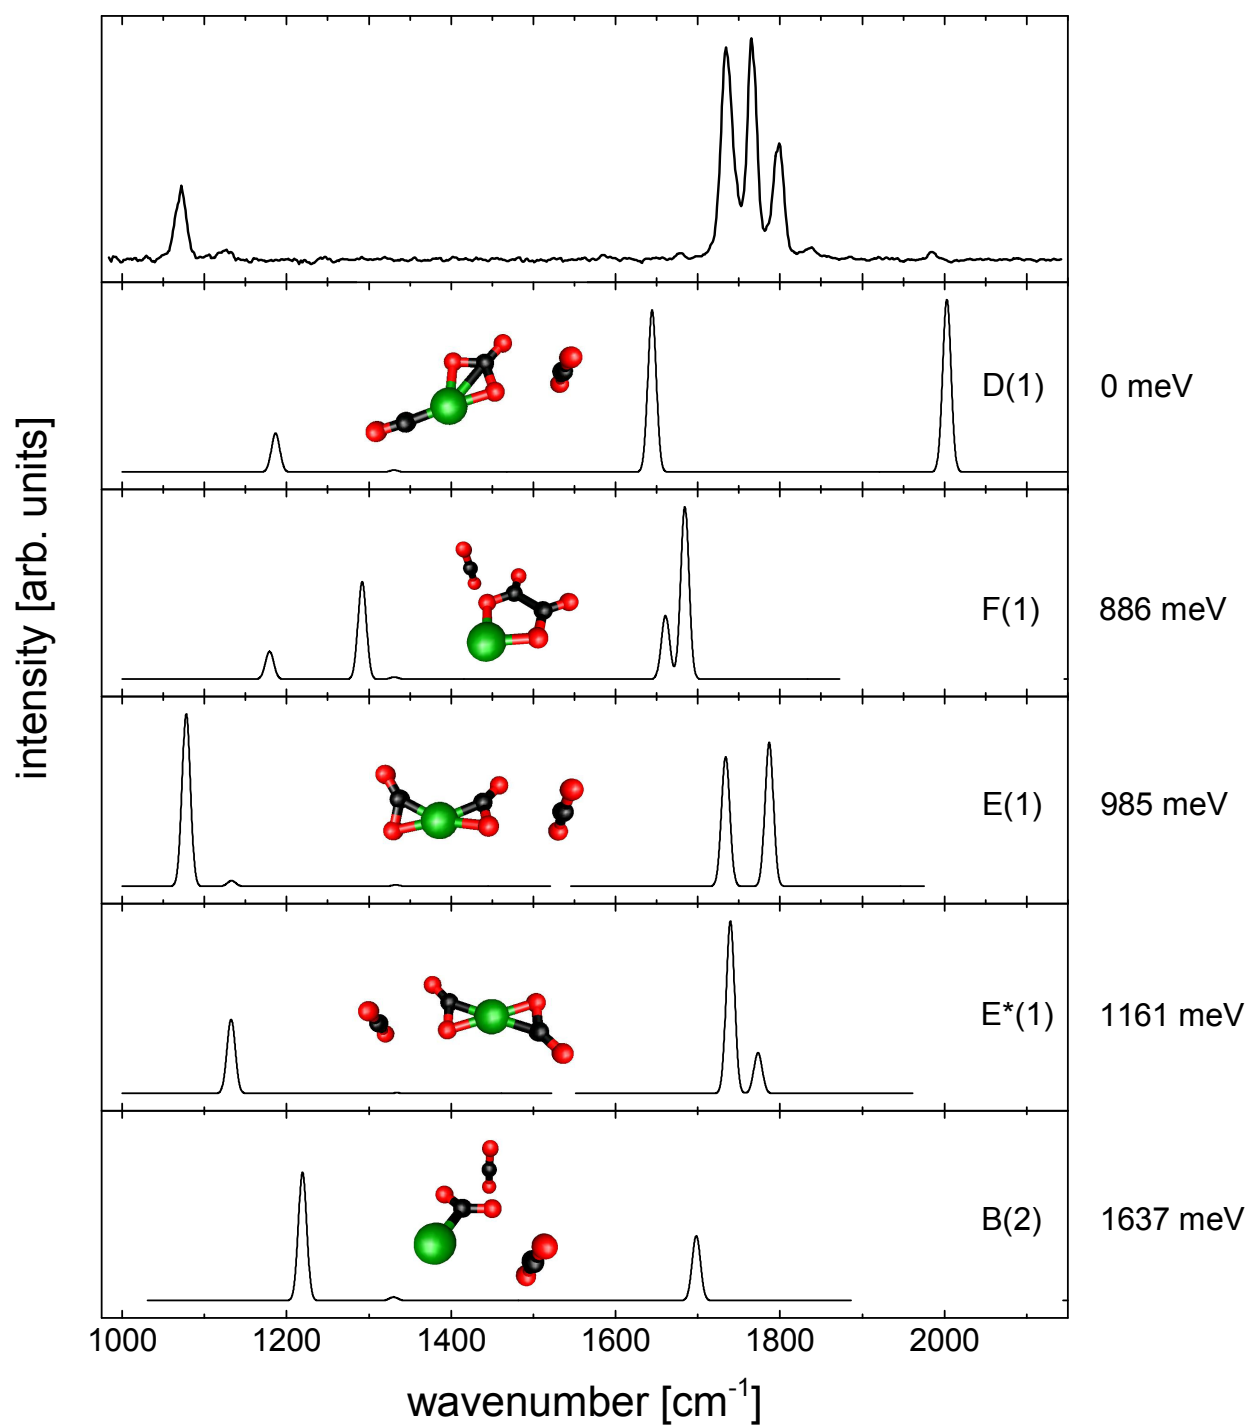 intensity [arb. units]
D(1) 0 meV
F(1) 886 meV
E(1) 985 meV
E*(1) 1161 meV
B(2) 1637 meV
1000 1200 1400 1600 1800 2000
wavenumber [cm⁻¹]